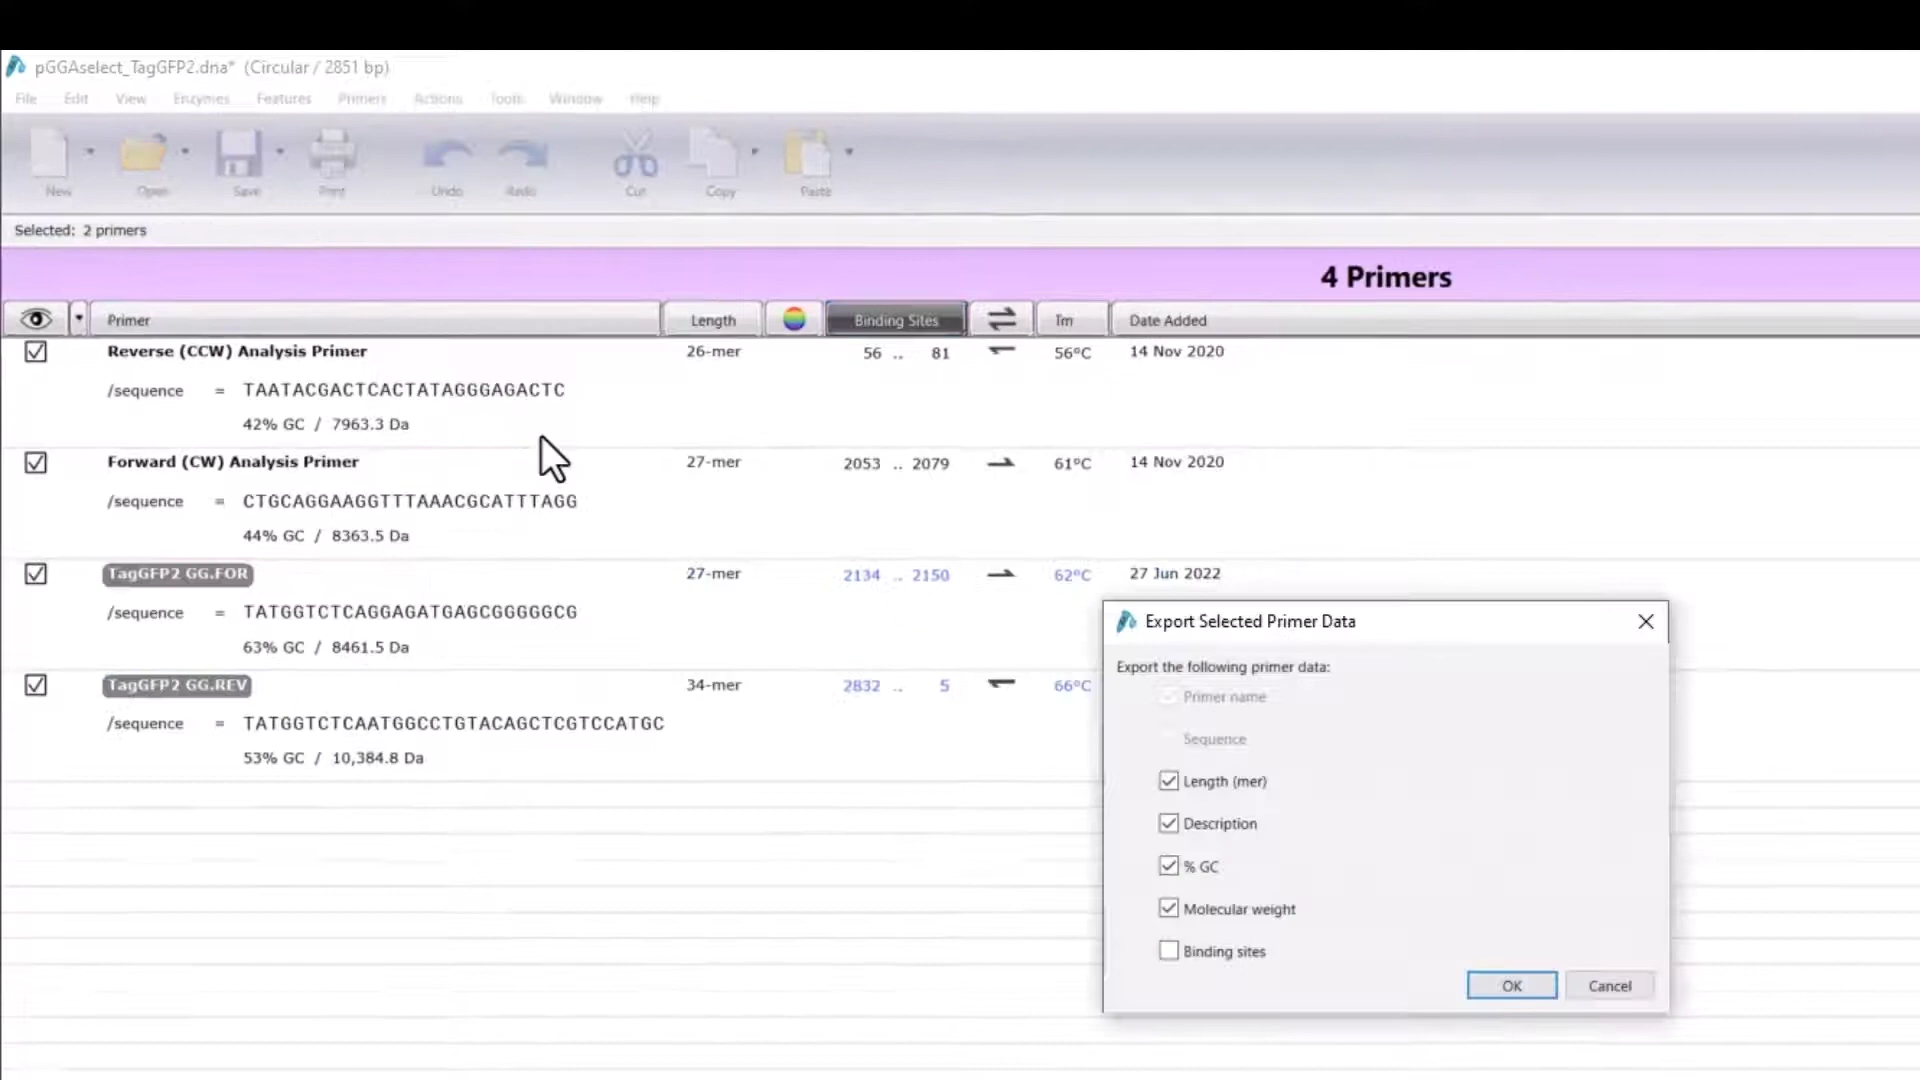 pGGAselect_TagGFP2.dna* (Circular / 2851 bp)
File Edit View Enzymes Features Primers Actions Tools Window Help
New Open Save Print Undo Redo Cut Copy Paste
Selected: 2 primers
4 Primers
Primer Length Binding Sites Tm Date Added
Reverse (CCW) Analysis Primer 26-mer 56 .. 81 56°C 14 Nov 2020
/sequence = TAATACGACTCACTATAGGGAGACTC
42% GC / 7963.3 Da
Forward (CW) Analysis Primer 27-mer 2053 .. 2079 61°C 14 Nov 2020
/sequence = CTGCAGGAAGGTTTAAACGCATTTAGG
44% GC / 8363.5 Da
TagGFP2 GG.FOR 27-mer 2134 .. 2150 62°C 27 Jun 2022
/sequence = TATGGTCTCAGGAGATGAGCGGGGGCG
63% GC / 8461.5 Da
TagGFP2 GG.REV 34-mer 2832 .. 5 66°C
/sequence = TATGGTCTCAATGGCCTGTACAGCTCGTCCATGC
53% GC / 10,384.8 Da
Export Selected Primer Data
Export the following primer data:
Primer name
Sequence
Length (mer)
Description
% GC
Molecular weight
Binding sites
OK Cancel